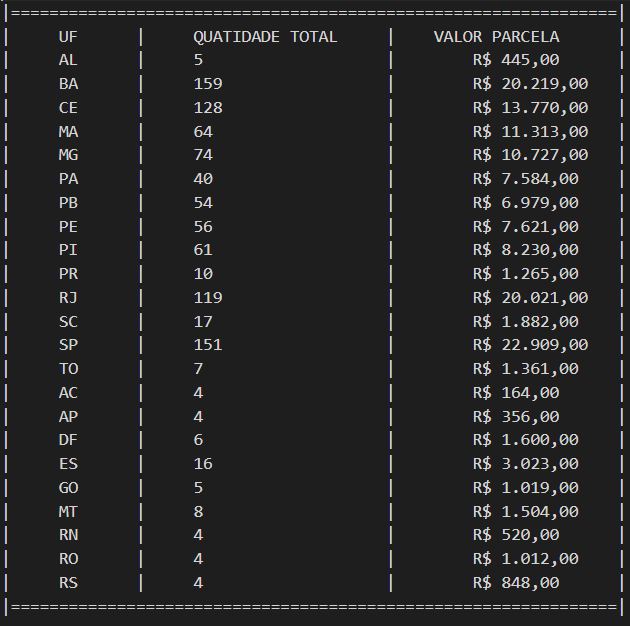 |===============================================================|
| UF | QUATIDADE TOTAL | VALOR PARCELA |
| AL | 5 | R$ 445,00 |
| BA | 159 | R$ 20.219,00 |
| CE | 128 | R$ 13.770,00 |
| MA | 64 | R$ 11.313,00 |
| MG | 74 | R$ 10.727,00 |
| PA | 40 | R$ 7.584,00 |
| PB | 54 | R$ 6.979,00 |
| PE | 56 | R$ 7.621,00 |
| PI | 61 | R$ 8.230,00 |
| PR | 10 | R$ 1.265,00 |
| RJ | 119 | R$ 20.021,00 |
| SC | 17 | R$ 1.882,00 |
| SP | 151 | R$ 22.909,00 |
| TO | 7 | R$ 1.361,00 |
| AC | 4 | R$ 164,00 |
| AP | 4 | R$ 356,00 |
| DF | 6 | R$ 1.600,00 |
| ES | 16 | R$ 3.023,00 |
| GO | 5 | R$ 1.019,00 |
| MT | 8 | R$ 1.504,00 |
| RN | 4 | R$ 520,00 |
| RO | 4 | R$ 1.012,00 |
| RS | 4 | R$ 848,00 |
|===============================================================|